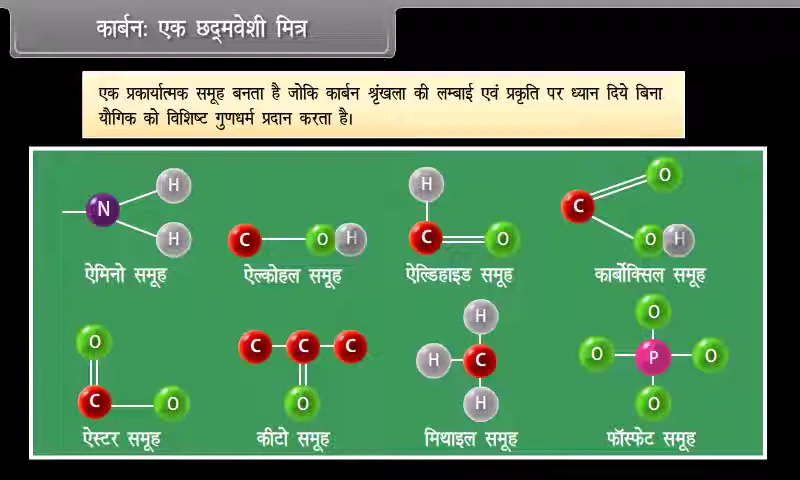 कार्बन: एक छद्मवेशी मित्र
एक प्रकार्यात्मक समूह बनता है जोकि कार्बन श्रृंखला की लम्बाई एवं प्रकृति पर ध्यान दिये बिना
यौगिक को विशिष्ट गुणधर्म प्रदान करता है।
N H H
ऐमिनो समूह
C O H
ऐल्कोहल समूह
H C O
ऐल्डिहाइड समूह
C O O H
कार्बोक्सिल समूह
O C O
ऐस्टर समूह
C C C O
कीटो समूह
H H C H
मिथाइल समूह
O O P O O
फॉस्फेट समूह